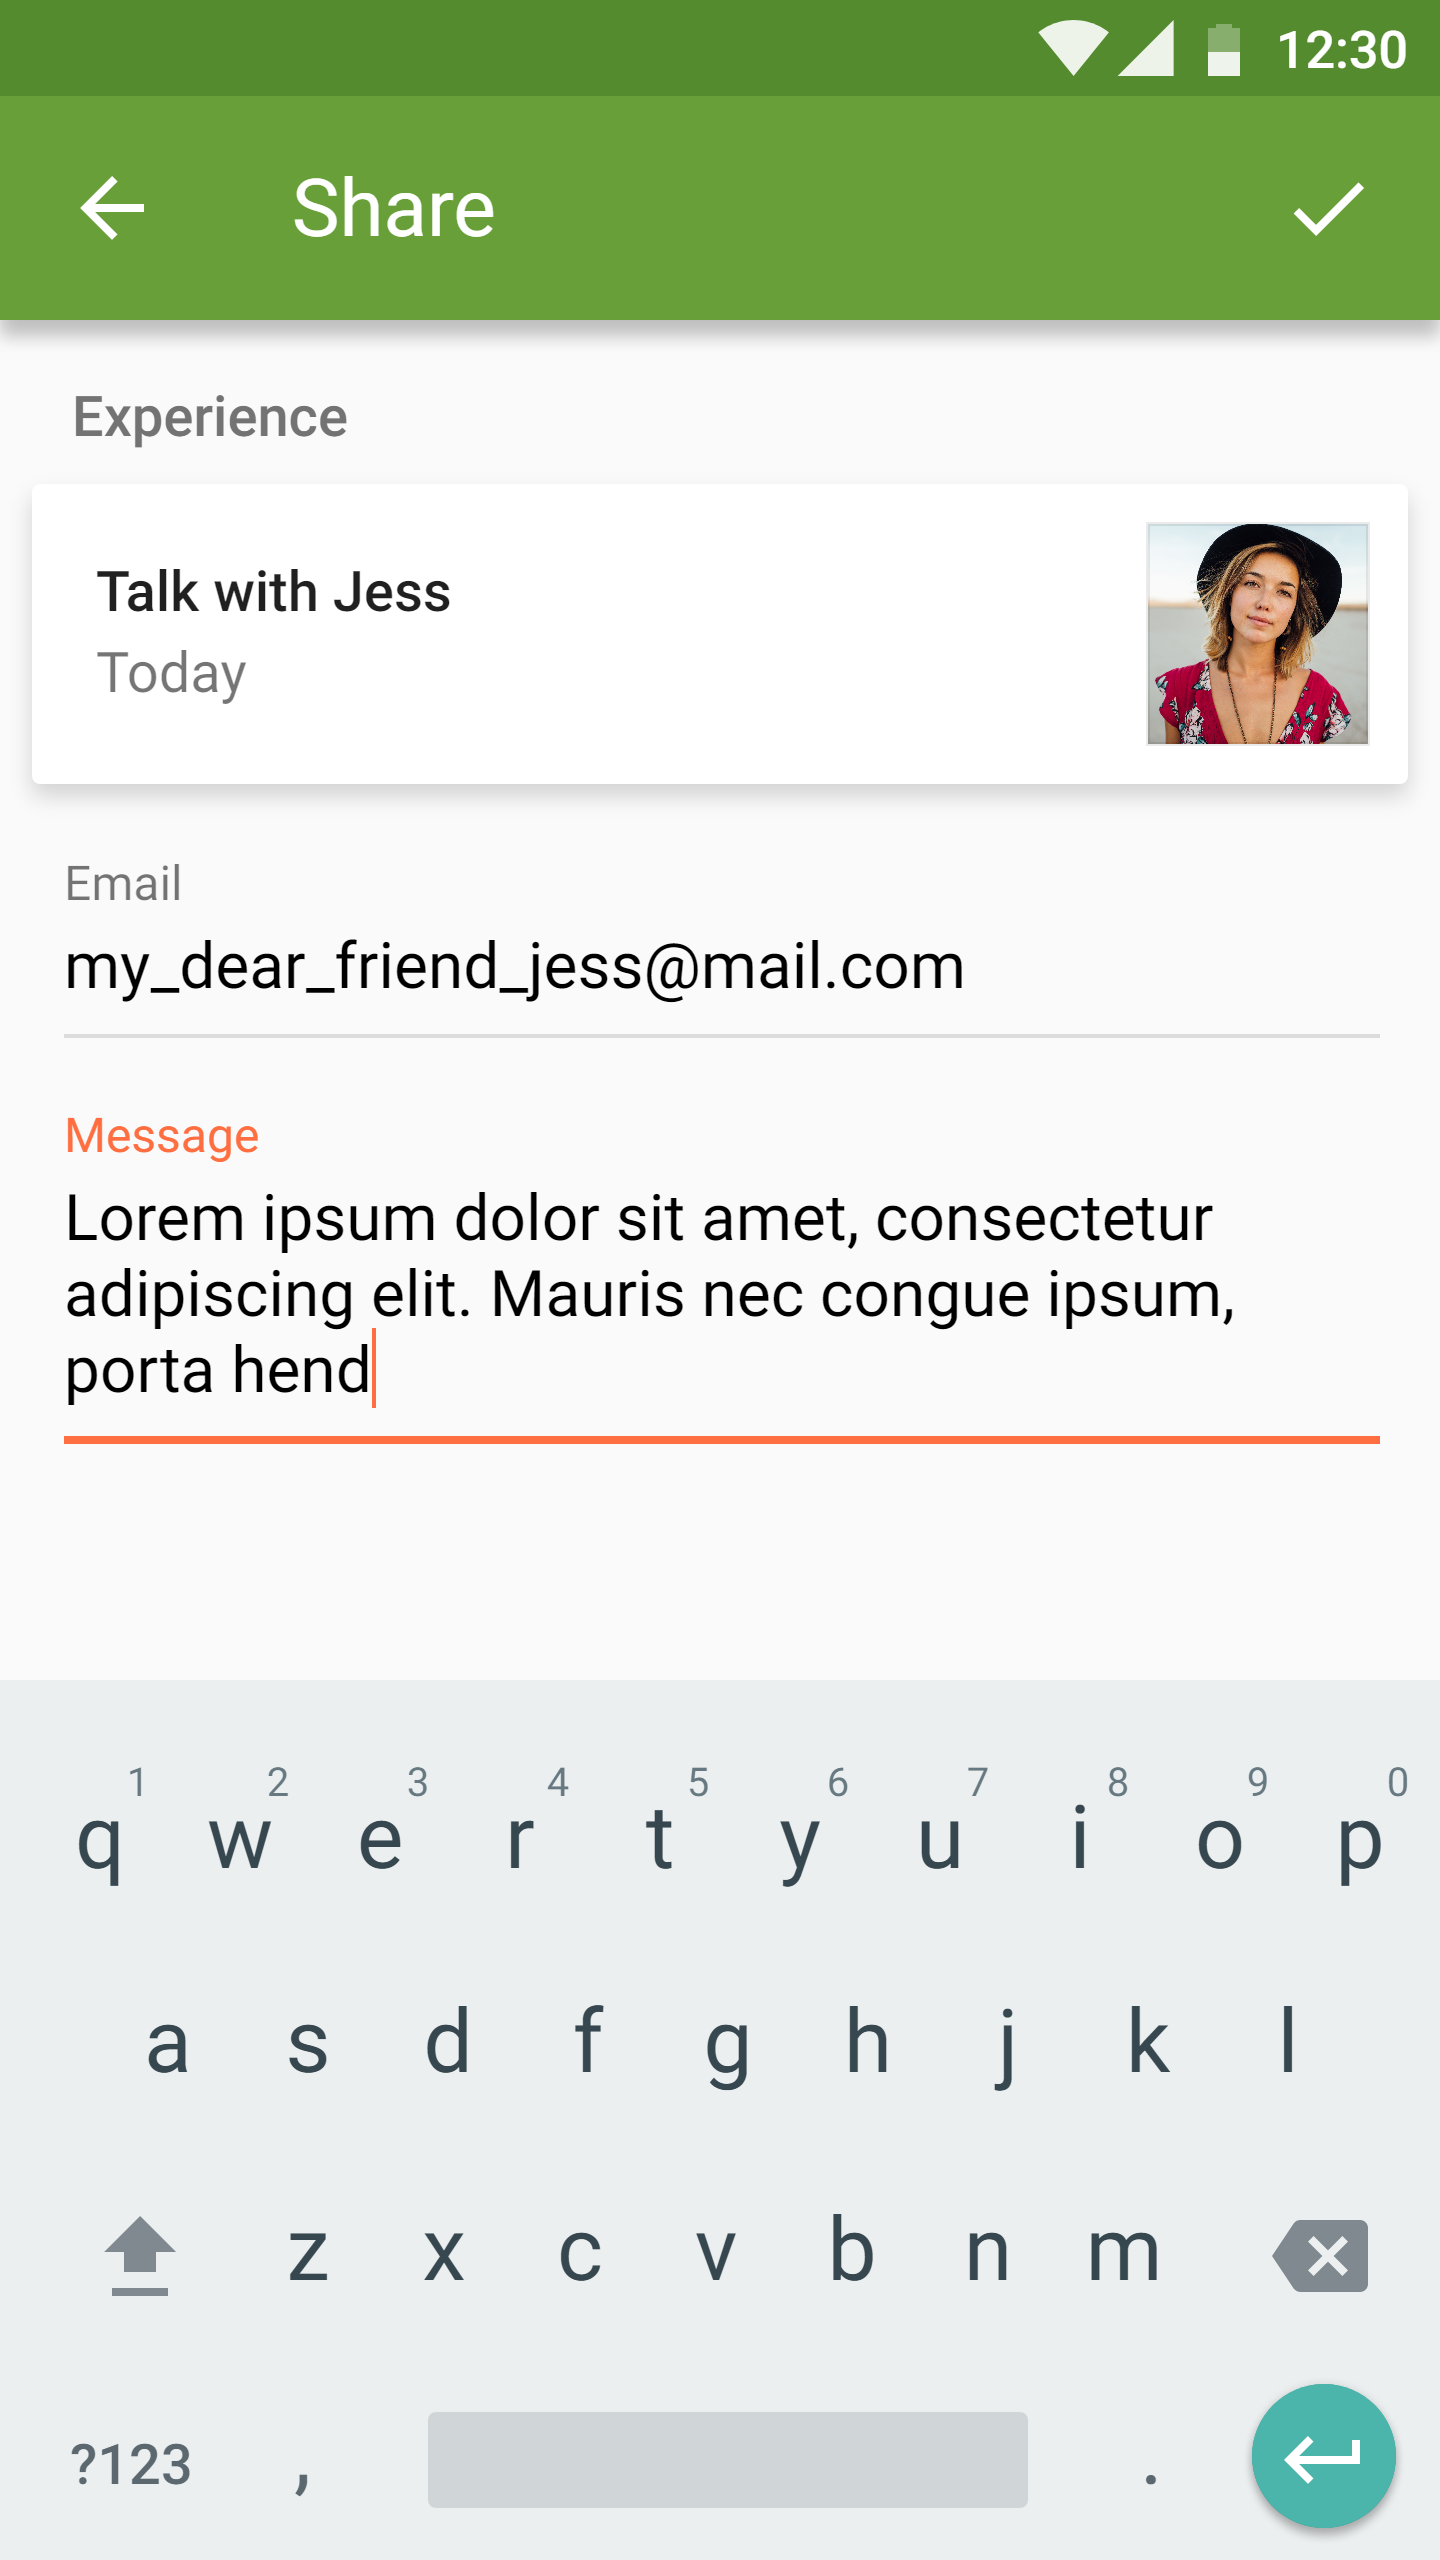 12:30
Share
Experience
Talk with Jess
Today
Email
my_dear_friend_jess@mail.com
Message
Lorem ipsum dolor sit amet, consectetur
adipiscing elit. Mauris nec congue ipsum,
porta hend
1 2 3 4 5 6 7 8 9 0
q w e r t y u i o p
a s d f g h j k l
z x c v b n m
?123 , .